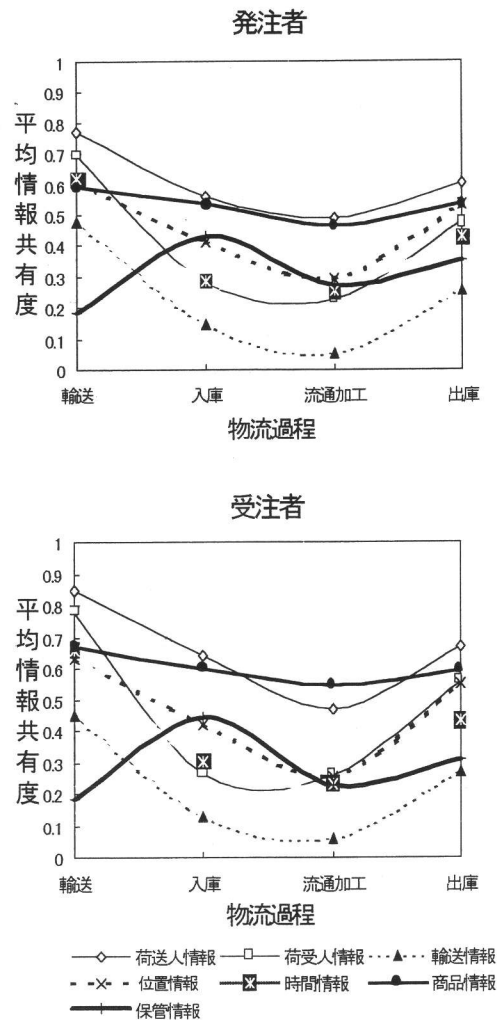 発注者
平均情報共有度
1
0.9
0.8
0.7
0.6
0.5
0.4
0.3
0.2
0.1
0
輸送 入庫 流通加工 出庫
物流過程
受注者
平均情報共有度
1
0.9
0.8
0.7
0.6
0.5
0.4
0.3
0.2
0.1
0
輸送 入庫 流通加工 出庫
物流過程
荷送人情報 荷受人情報 輸送情報
位置情報 時間情報 商品情報
保管情報